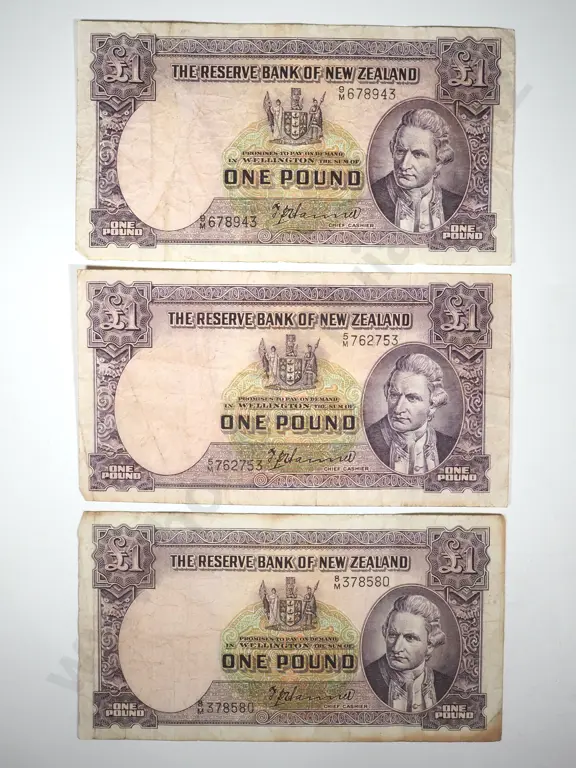 £1 £1
THE RESERVE BANK OF NEW ZEALAND
9/M 678943
PROMISES TO PAY ON DEMAND
IN WELLINGTON THE SUM OF
ONE POUND
9/M 678943
CHIEF CASHIER
ONE POUND
ONE POUND
£1 £1
THE RESERVE BANK OF NEW ZEALAND
5/M 762753
PROMISES TO PAY ON DEMAND
IN WELLINGTON THE SUM OF
ONE POUND
5/M 762753
CHIEF CASHIER
ONE POUND
ONE POUND
£1 £1
THE RESERVE BANK OF NEW ZEALAND
8/M 378580
PROMISES TO PAY ON DEMAND
IN WELLINGTON THE SUM OF
ONE POUND
8/M 378580
CHIEF CASHIER
ONE POUND
ONE POUND